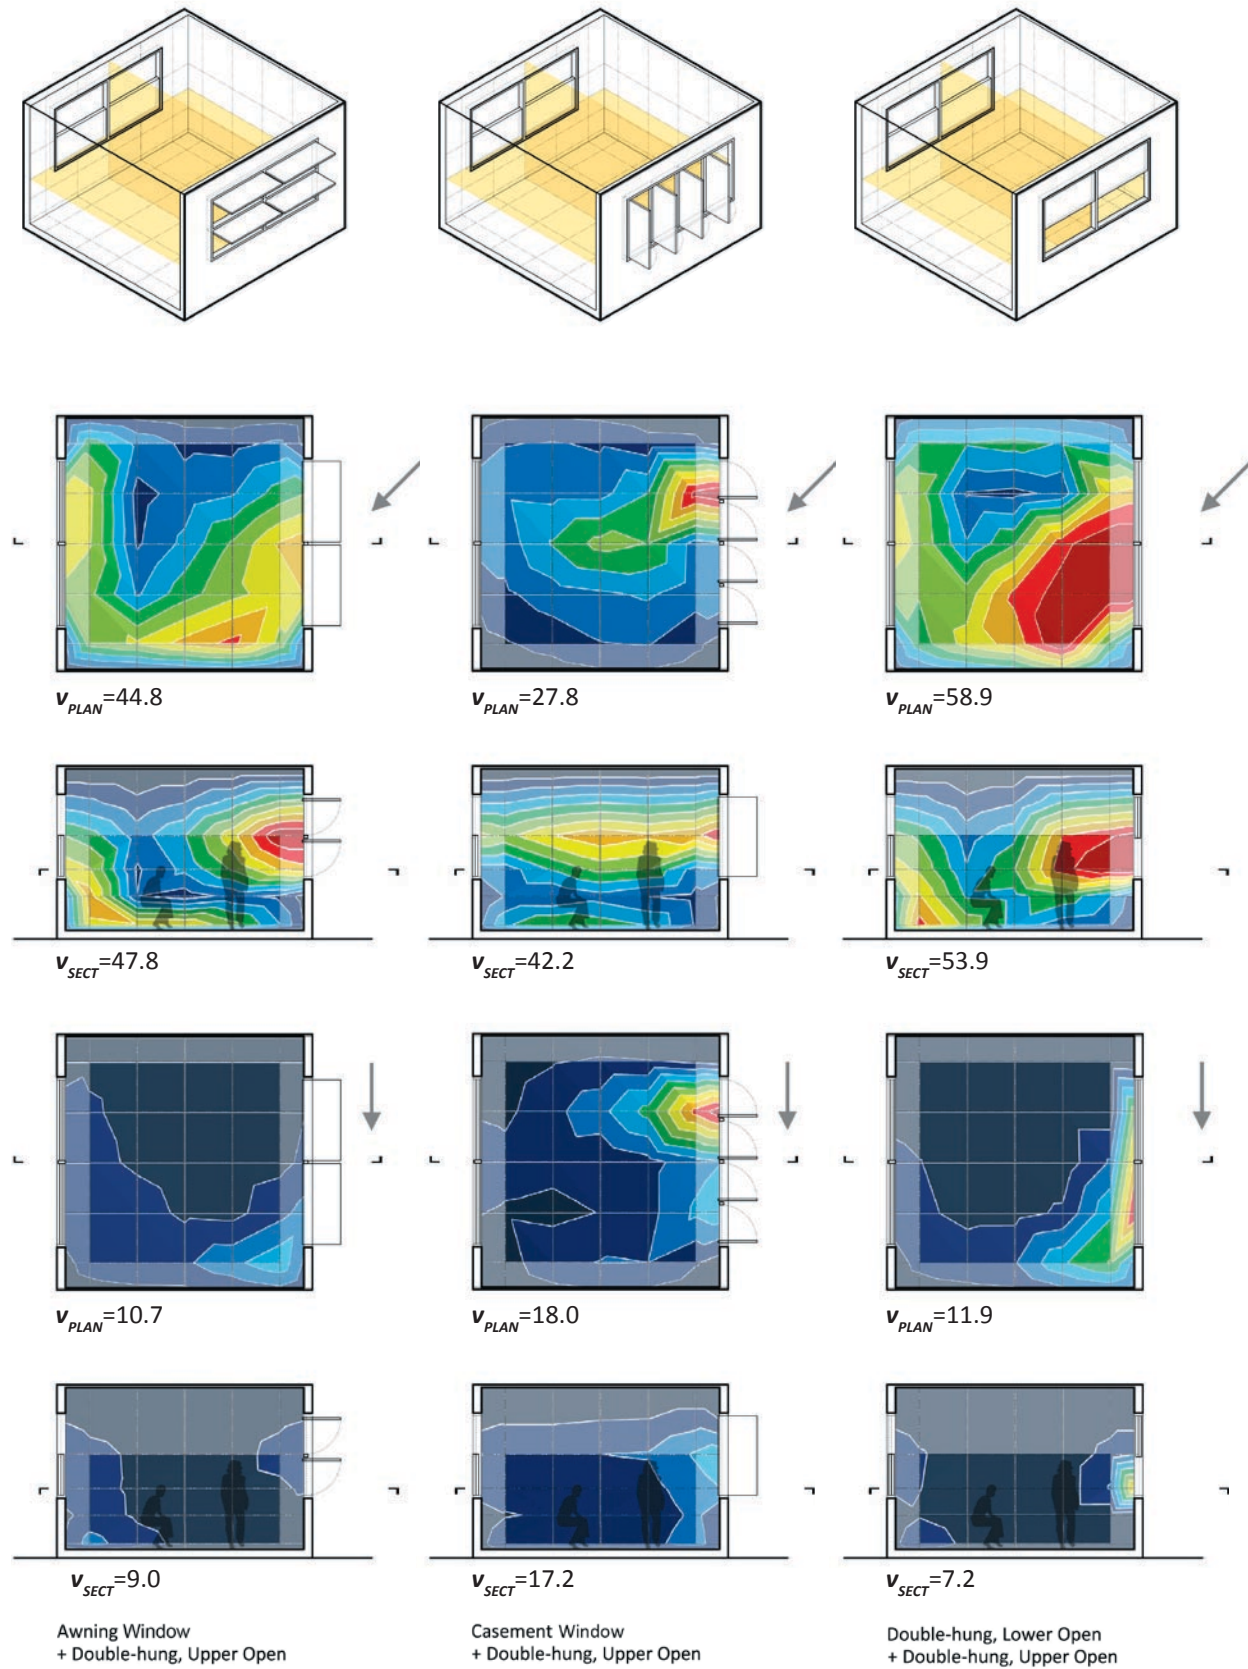 v_PLAN=44.8
v_PLAN=27.8
v_PLAN=58.9
v_SECT=47.8
v_SECT=42.2
v_SECT=53.9
v_PLAN=10.7
v_PLAN=18.0
v_PLAN=11.9
v_SECT=9.0
v_SECT=17.2
v_SECT=7.2
Awning Window
+ Double-hung, Upper Open
Casement Window
+ Double-hung, Upper Open
Double-hung, Lower Open
+ Double-hung, Upper Open